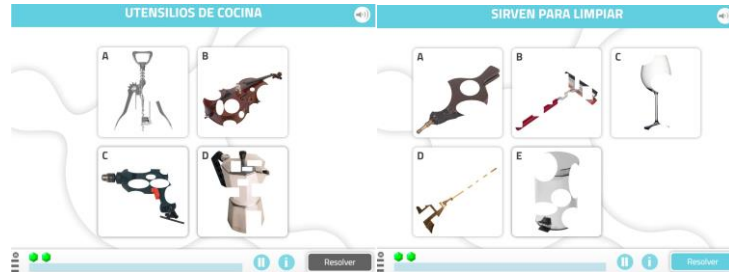 UTENSILIOS DE COCINA
A
B
C
D
Resolver
SIRVEN PARA LIMPIAR
A
B
C
D
E
Resolver